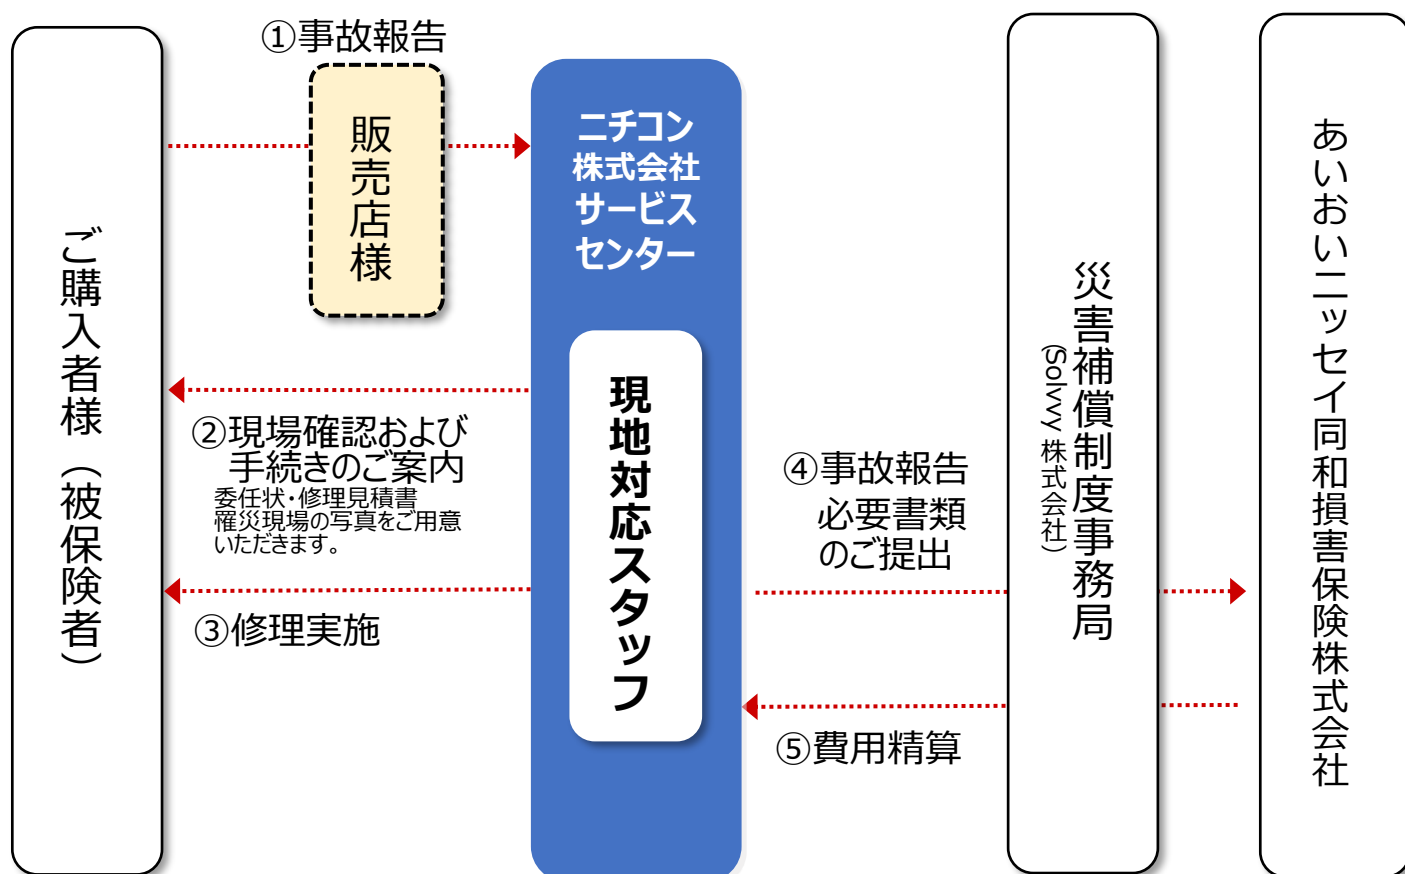 ①事故報告
販売店様
ご購入者様（被保険者）
ニチコン
株式会社
サービス
センター
現地対応スタッフ
②現場確認および
手続きのご案内
委任状・修理見積書
罹災現場の写真をご用意
いただきます。
③修理実施
④事故報告
必要書類
のご提出
⑤費用精算
災害補償制度事務局
(Solvvy 株式会社）
あいおいニッセイ同和損害保険株式会社